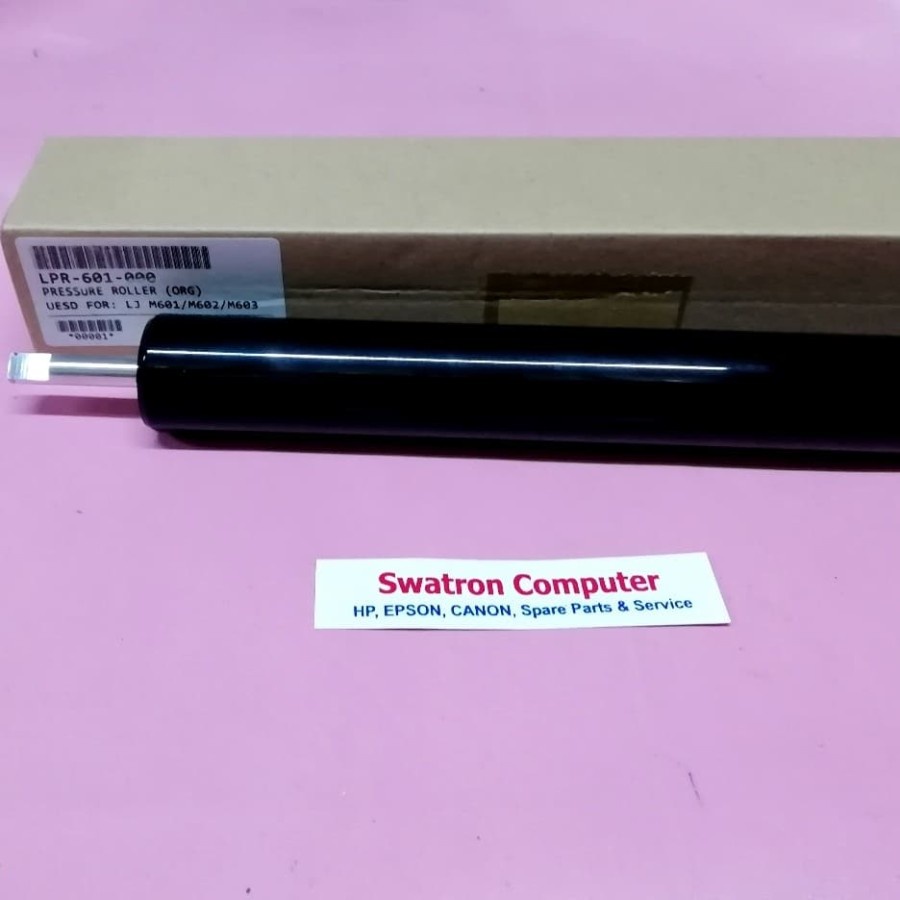 LPR-601-000
PRESSURE ROLLER (ORG)
UESD FOR: LJ M601/M602/M603
*00001*
Swatron Computer
HP, EPSON, CANON, Spare Parts & Service